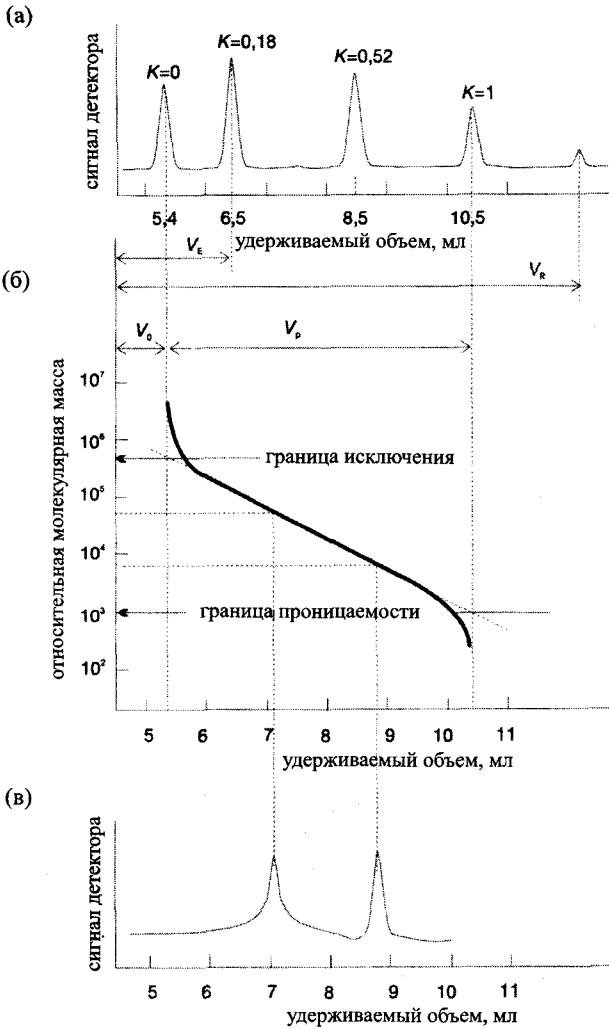 (а)
сигнал детектора
K=0
K=0,18
K=0,52
K=1
5,4 6,5 8,5 10,5
удерживаемый объем, мл
V_E
(б)
V_R
V_0
V_p
относительная молекулярная масса
10^7
10^6
граница исключения
10^5
10^4
10^3
граница проницаемости
10^2
5 6 7 8 9 10 11
удерживаемый объем, мл
(в)
сигнал детектора
5 6 7 8 9 10 11
удерживаемый объем, мл